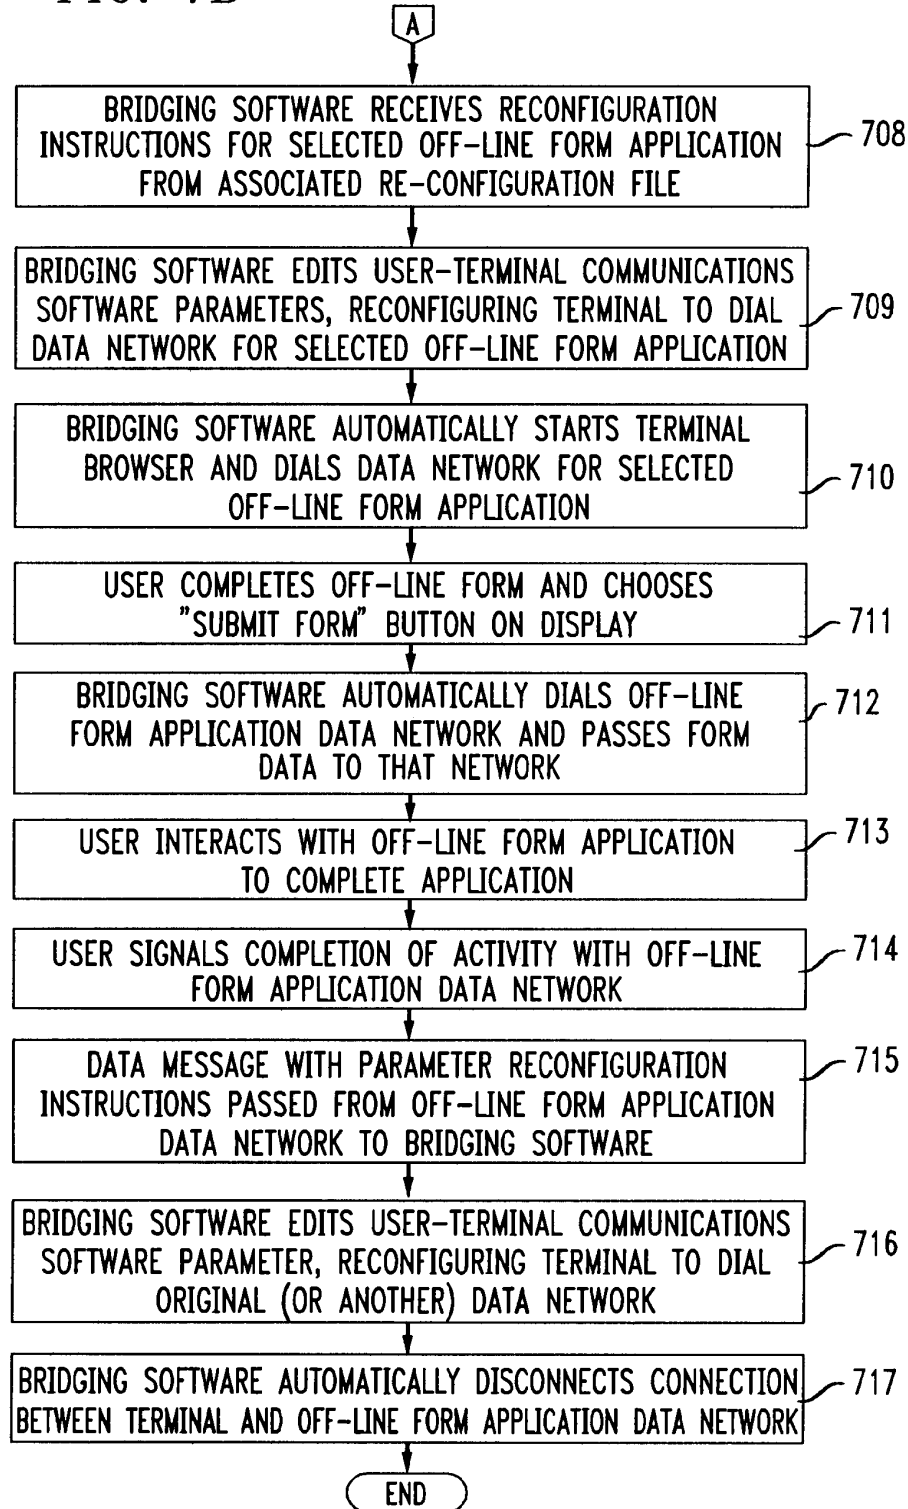 FIG. 7B
A
BRIDGING SOFTWARE RECEIVES RECONFIGURATION
INSTRUCTIONS FOR SELECTED OFF-LINE FORM APPLICATION
FROM ASSOCIATED RE-CONFIGURATION FILE
708
BRIDGING SOFTWARE EDITS USER-TERMINAL COMMUNICATIONS
SOFTWARE PARAMETERS, RECONFIGURING TERMINAL TO DIAL
DATA NETWORK FOR SELECTED OFF-LINE FORM APPLICATION
709
BRIDGING SOFTWARE AUTOMATICALLY STARTS TERMINAL
BROWSER AND DIALS DATA NETWORK FOR SELECTED
OFF-LINE FORM APPLICATION
710
USER COMPLETES OFF-LINE FORM AND CHOOSES
"SUBMIT FORM" BUTTON ON DISPLAY
711
BRIDGING SOFTWARE AUTOMATICALLY DIALS OFF-LINE
FORM APPLICATION DATA NETWORK AND PASSES FORM
DATA TO THAT NETWORK
712
USER INTERACTS WITH OFF-LINE FORM APPLICATION
TO COMPLETE APPLICATION
713
USER SIGNALS COMPLETION OF ACTIVITY WITH OFF-LINE
FORM APPLICATION DATA NETWORK
714
DATA MESSAGE WITH PARAMETER RECONFIGURATION
INSTRUCTIONS PASSED FROM OFF-LINE FORM APPLICATION
DATA NETWORK TO BRIDGING SOFTWARE
715
BRIDGING SOFTWARE EDITS USER-TERMINAL COMMUNICATIONS
SOFTWARE PARAMETER, RECONFIGURING TERMINAL TO DIAL
ORIGINAL (OR ANOTHER) DATA NETWORK
716
BRIDGING SOFTWARE AUTOMATICALLY DISCONNECTS CONNECTION
BETWEEN TERMINAL AND OFF-LINE FORM APPLICATION DATA NETWORK
717
END